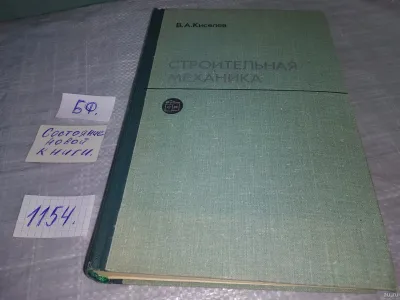 В.А.Киселев
СТРОИТЕЛЬНАЯ
МЕХАНИКА
БФ.
Состояние
новой
книги.
1154.